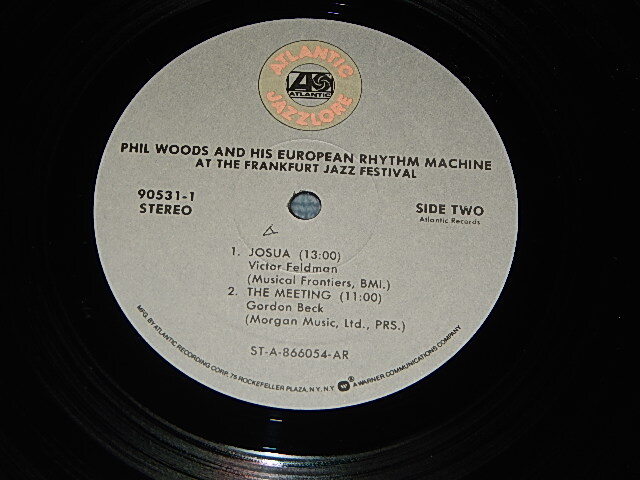 ATLANTIC
ATLANTIC
JAZZLORE
PHIL WOODS AND HIS EUROPEAN RHYTHM MACHINE
AT THE FRANKFURT JAZZ FESTIVAL
90531-1
STEREO
SIDE TWO
Atlantic Records
1. JOSUA (13:00)
Victor Feldman
(Musical Frontiers, BMI.)
2. THE MEETING (11:00)
Gordon Beck
(Morgan Music, Ltd., PRS.)
ST-A-866054-AR
MFG. BY ATLANTIC RECORDING CORP., 75 ROCKEFELLER PLAZA, N.Y. N.Y. ® A WARNER COMMUNICATIONS COMPANY